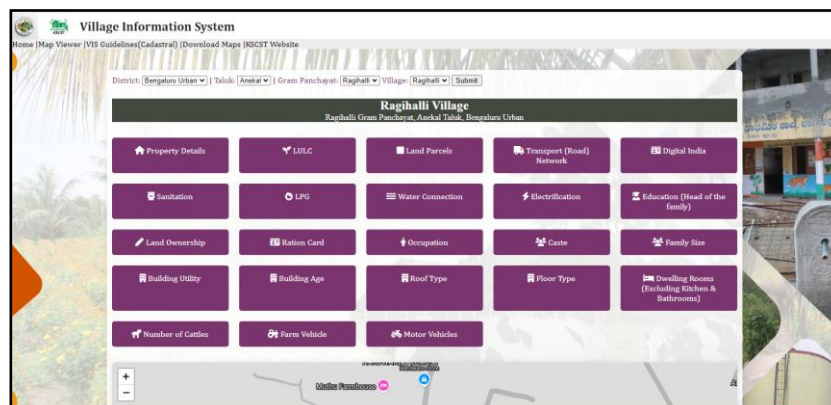 Village Information System
Home |Map Viewer |VIS Guidelines(Cadastral) |Download Maps |KSCST Website
District: Bengaluru Urban | Taluk: Anekal | Gram Panchayat: Ragihalli Village: Ragihalli Submit
Ragihalli Village
Ragihalli Gram Panchayat, Anekal Taluk, Bengaluru Urban
Property Details
LULC
Land Parcels
Transport (Road)
Network
Digital India
Sanitation
LPG
Water Connection
Electrification
Education (Head of the
family)
Land Ownership
Ration Card
Occupation
Caste
Family Size
Building Utility
Building Age
Roof Type
Floor Type
Dwelling Rooms
(Excluding Kitchen &
Bathrooms)
Number of Cattles
Farm Vehicle
Motor Vehicles
+
−
Muthu Farmhouse